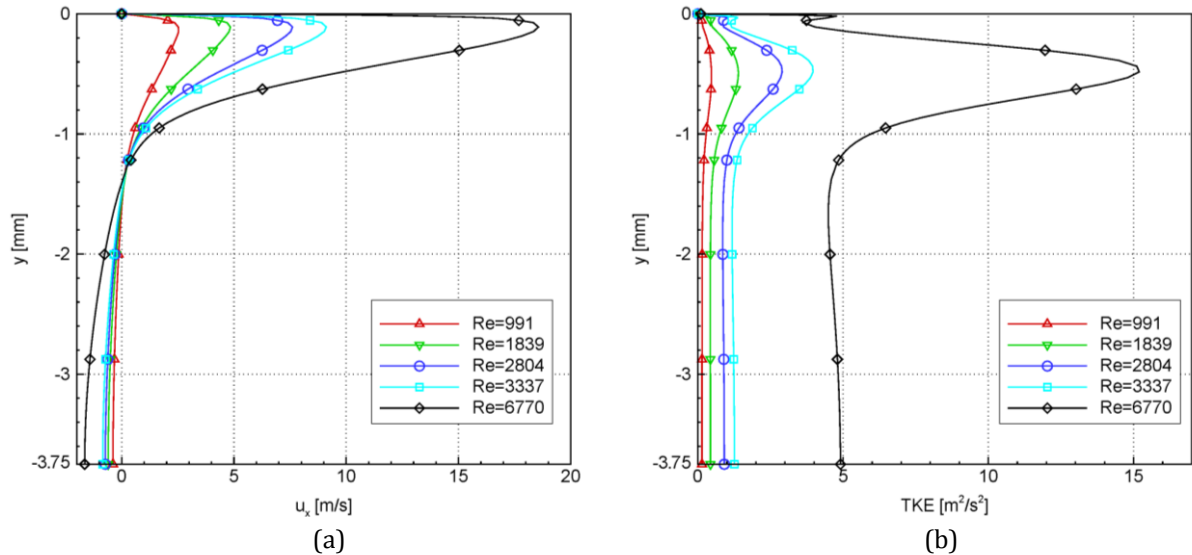 0
-1
-2
-3
-3.75
y [mm]
0 5 10 15 20
uₓ [m/s]
Re=991
Re=1839
Re=2804
Re=3337
Re=6770
(a)
0
-1
-2
-3
-3.75
y [mm]
0 5 10 15
TKE [m²/s²]
Re=991
Re=1839
Re=2804
Re=3337
Re=6770
(b)